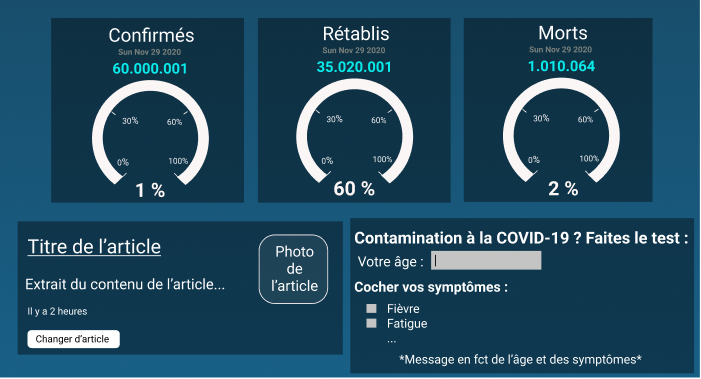 Confirmés
Sun Nov 29 2020
60.000.001
30%
60%
0%
100%
1 %
Rétablis
Sun Nov 29 2020
35.020.001
30%
60%
0%
100%
60 %
Morts
Sun Nov 29 2020
1.010.064
30%
60%
0%
100%
2 %
Titre de l’article
Extrait du contenu de l’article...
Il y a 2 heures
Changer d’article
Photo
de
l’article
Contamination à la COVID-19 ? Faites le test :
Votre âge :
Cocher vos symptômes :
Fièvre
Fatigue
...
*Message en fct de l’âge et des symptômes*